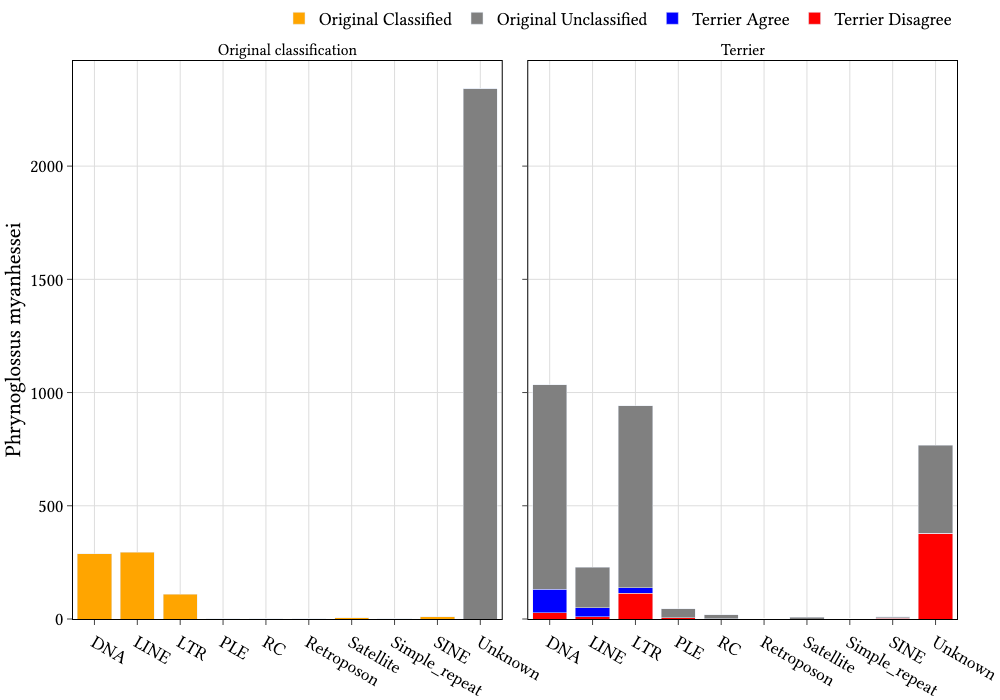 Original Classified Original Unclassified Terrier Agree Terrier Disagree
Original classification Terrier
Phrynoglossus myanhessei
2000
1500
1000
500
0
DNA LINE LTR PLE RC Retroposon Satellite Simple_repeat SINE Unknown
DNA LINE LTR PLE RC Retroposon Satellite Simple_repeat SINE Unknown